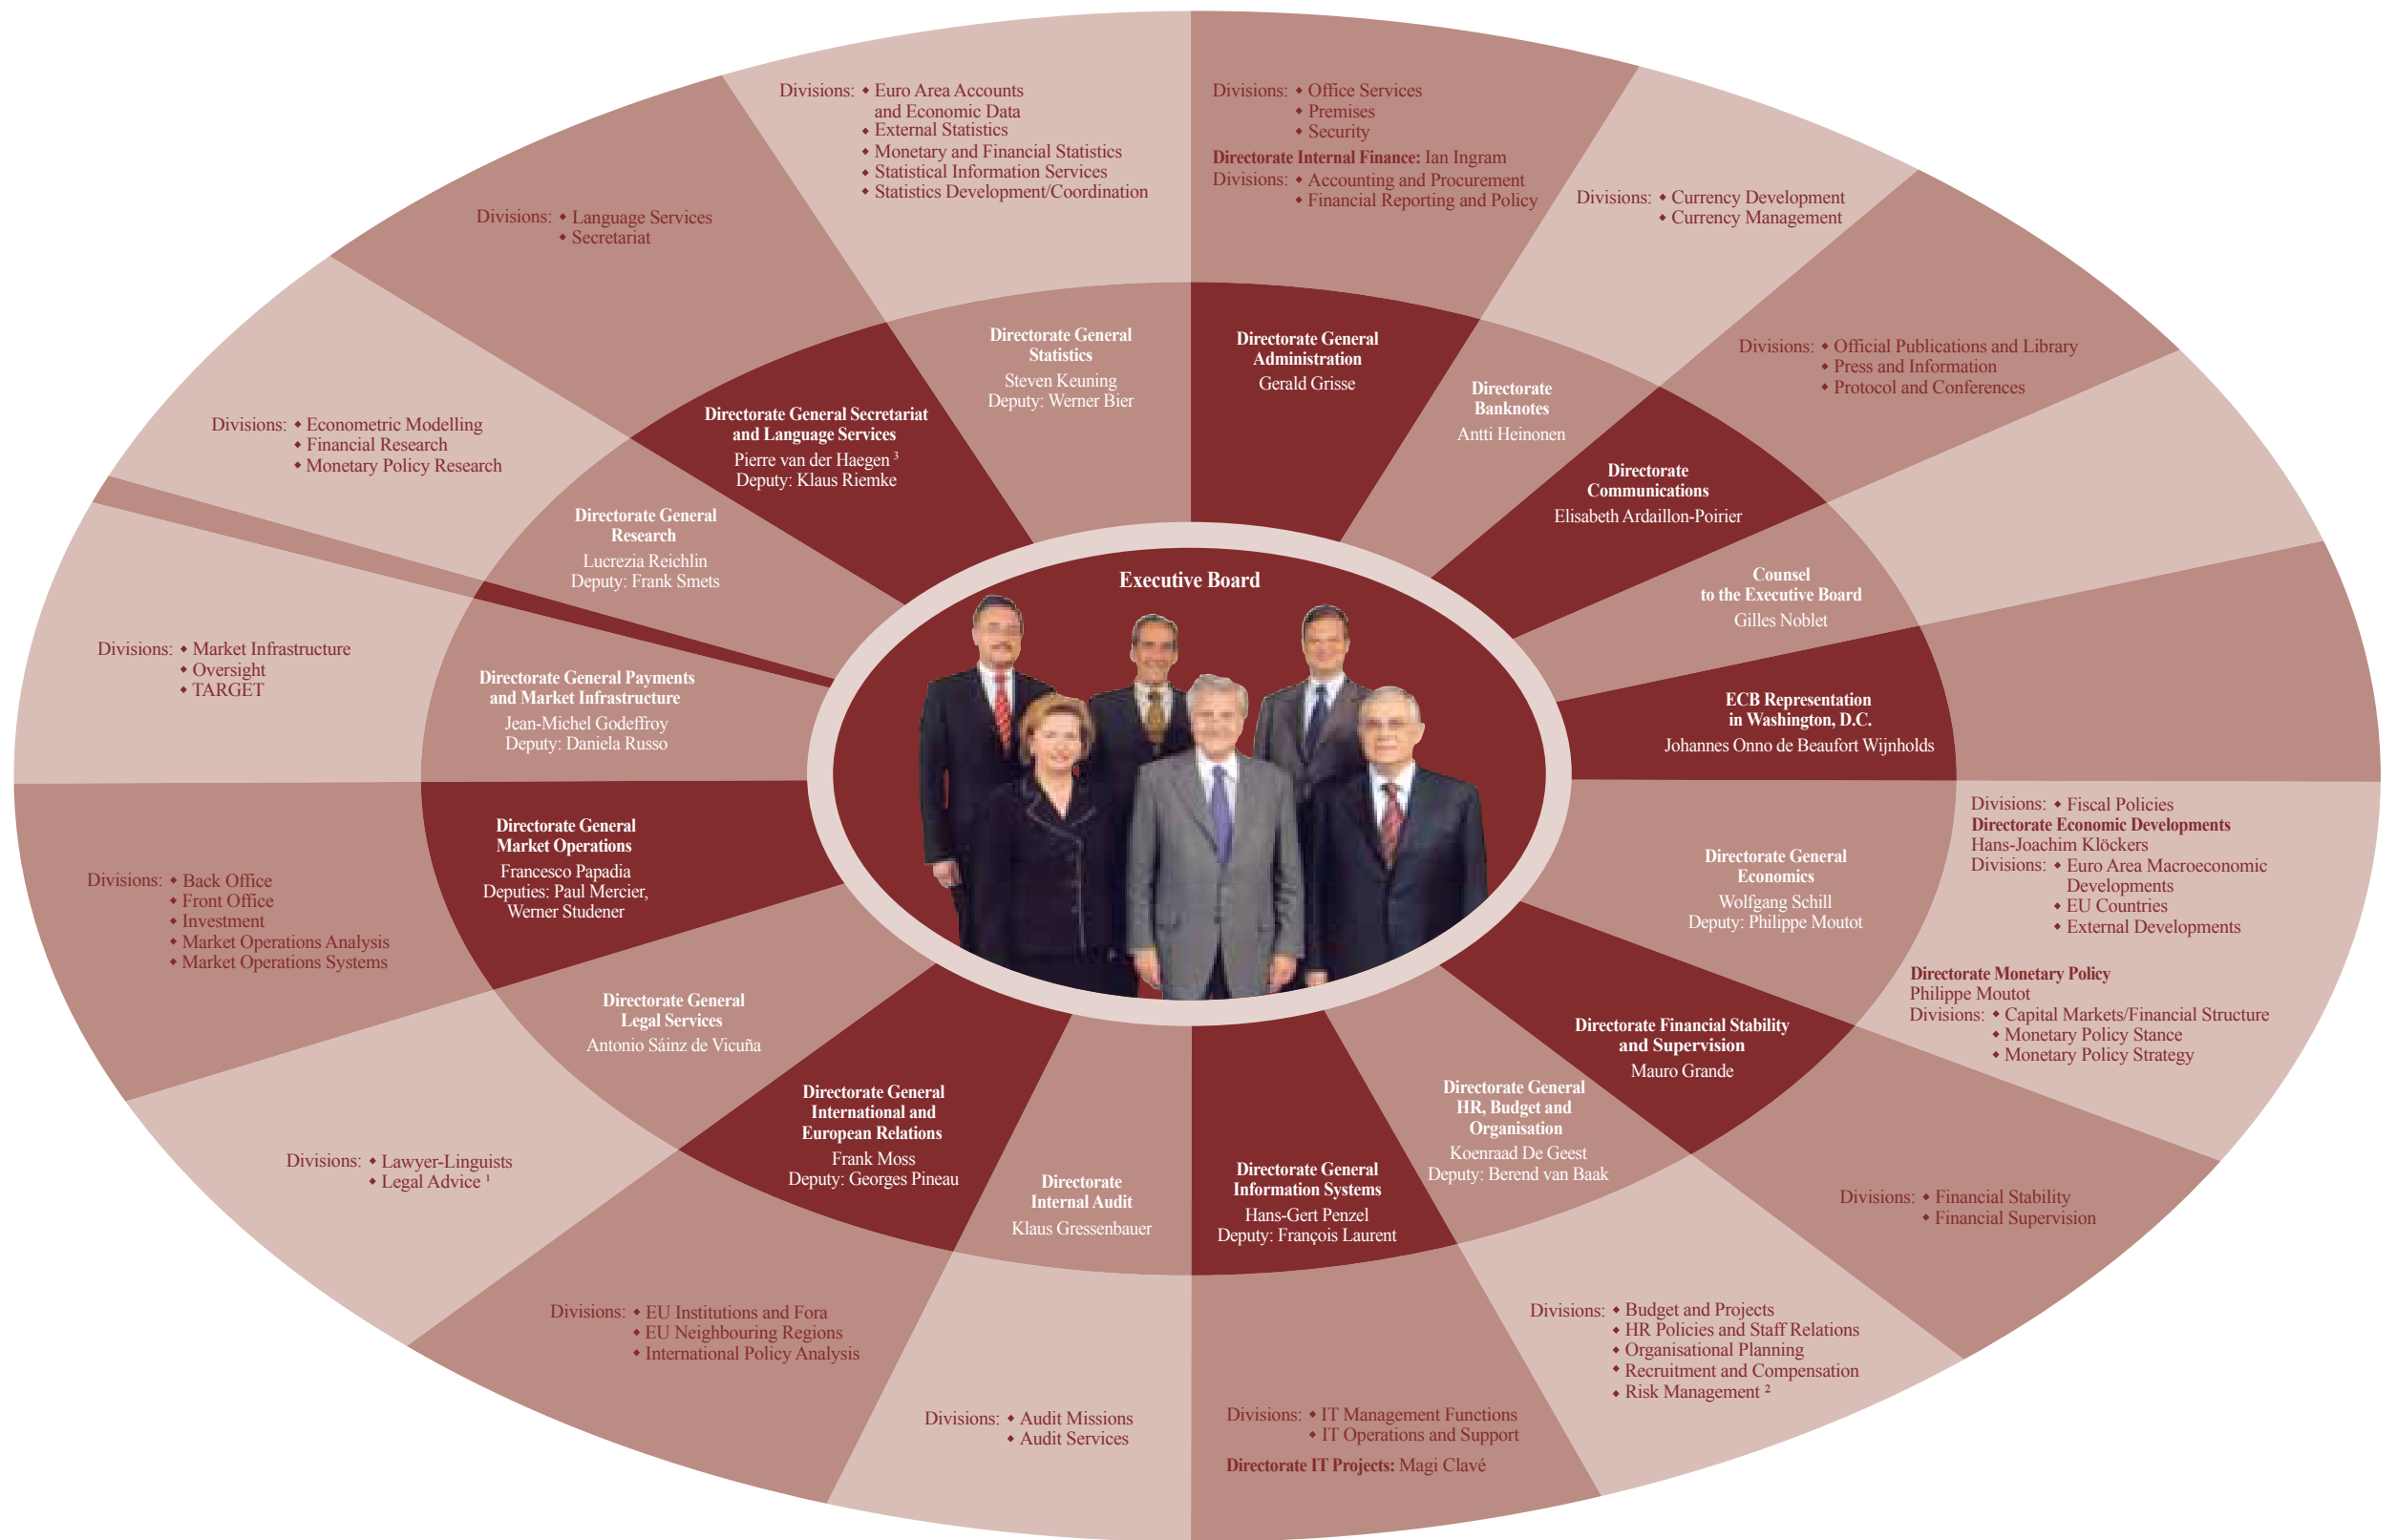 Divisions: ◆ Euro Area Accounts
and Economic Data
◆ External Statistics
◆ Monetary and Financial Statistics
◆ Statistical Information Services
◆ Statistics Development/Coordination
Directorate General
Statistics
Steven Keuning
Deputy: Werner Bier
Divisions: ◆ Office Services
◆ Premises
◆ Security
Directorate Internal Finance: Ian Ingram
Divisions: ◆ Accounting and Procurement
◆ Financial Reporting and Policy
Directorate General
Administration
Gerald Grisse
Divisions: ◆ Currency Development
◆ Currency Management
Directorate
Banknotes
Antti Heinonen
Divisions: ◆ Official Publications and Library
◆ Press and Information
◆ Protocol and Conferences
Directorate
Communications
Elisabeth Ardaillon-Poirier
Counsel
to the Executive Board
Gilles Noblet
ECB Representation
in Washington, D.C.
Johannes Onno de Beaufort Wijnholds
Directorate General
Economics
Wolfgang Schill
Deputy: Philippe Moutot
Divisions: ◆ Fiscal Policies
Directorate Economic Developments
Hans-Joachim Klöckers
Divisions: ◆ Euro Area Macroeconomic
Developments
◆ EU Countries
◆ External Developments
Directorate Monetary Policy
Philippe Moutot
Divisions: ◆ Capital Markets/Financial Structure
◆ Monetary Policy Stance
◆ Monetary Policy Strategy
Directorate Financial Stability
and Supervision
Mauro Grande
Divisions: ◆ Financial Stability
◆ Financial Supervision
Directorate General
HR, Budget and
Organisation
Koenraad De Geest
Deputy: Berend van Baak
Divisions: ◆ Budget and Projects
◆ HR Policies and Staff Relations
◆ Organisational Planning
◆ Recruitment and Compensation
◆ Risk Management ²
Directorate General
Information Systems
Hans-Gert Penzel
Deputy: François Laurent
Divisions: ◆ IT Management Functions
◆ IT Operations and Support
Directorate IT Projects: Magi Clavé
Directorate
Internal Audit
Klaus Gressenbauer
Divisions: ◆ Audit Missions
◆ Audit Services
Directorate General
International and
European Relations
Frank Moss
Deputy: Georges Pineau
Divisions: ◆ EU Institutions and Fora
◆ EU Neighbouring Regions
◆ International Policy Analysis
Directorate General
Legal Services
Antonio Sáinz de Vicuña
Divisions: ◆ Lawyer-Linguists
◆ Legal Advice ¹
Directorate General
Market Operations
Francesco Papadia
Deputies: Paul Mercier,
Werner Studener
Divisions: ◆ Back Office
◆ Front Office
◆ Investment
◆ Market Operations Analysis
◆ Market Operations Systems
Directorate General Payments
and Market Infrastructure
Jean-Michel Godeffroy
Deputy: Daniela Russo
Divisions: ◆ Market Infrastructure
◆ Oversight
◆ TARGET
Directorate General
Research
Lucrezia Reichlin
Deputy: Frank Smets
Divisions: ◆ Econometric Modelling
◆ Financial Research
◆ Monetary Policy Research
Directorate General Secretariat
and Language Services
Pierre van der Haegen ³
Deputy: Klaus Riemke
Divisions: ◆ Language Services
◆ Secretariat
Executive Board